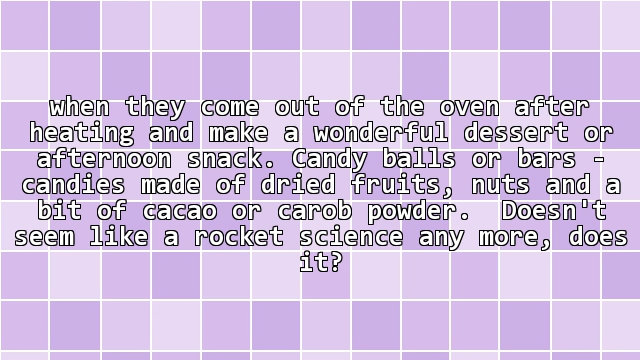 when they come out of the oven after
heating and make a wonderful dessert or
afternoon snack. Candy balls or bars -
candies made of dried fruits, nuts and a
bit of cacao or carob powder.  Doesn't
seem like a rocket science any more, does
it?